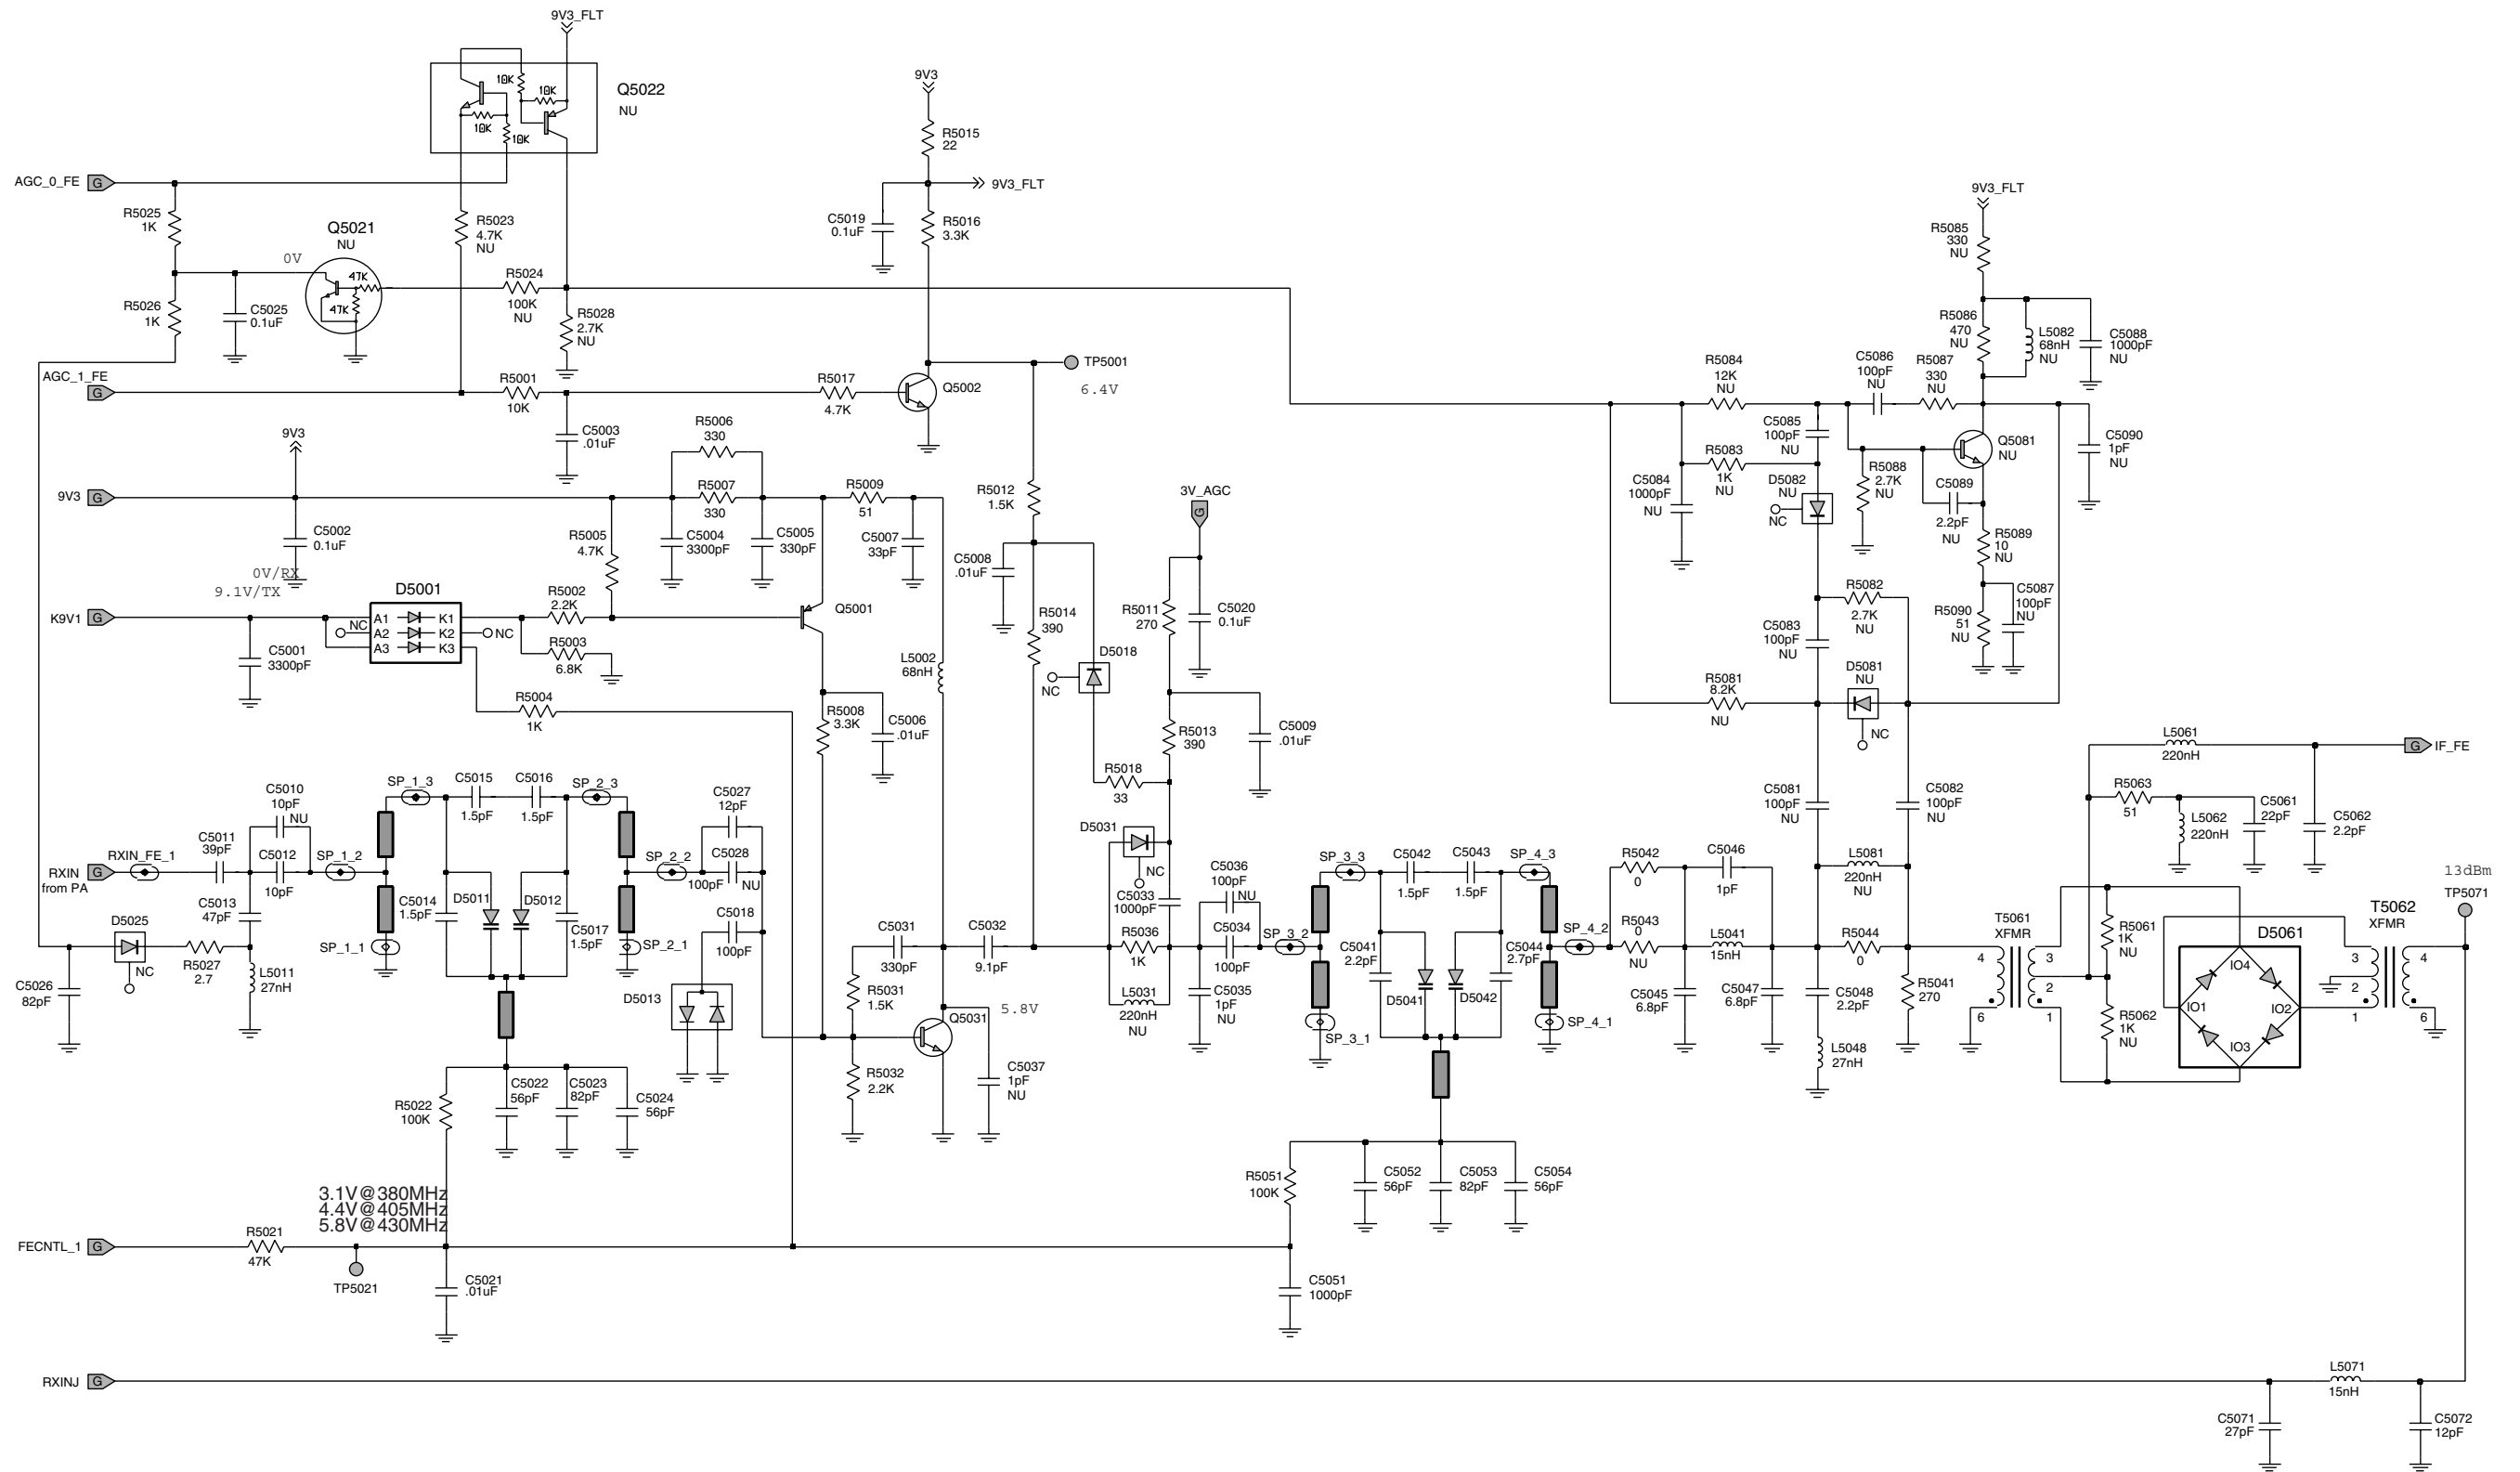 9V3_FLT
10K
10K
10K
10K
Q5022
NU
9V3
R5015
22
AGC_0_FE
G
9V3_FLT
9V3_FLT
R5025
1K
Q5021
NU
R5023
4.7K
NU
C5019
0.1uF
R5016
3.3K
R5085
330
NU
0V
47K
47K
R5024
100K
NU
R5026
1K
C5025
0.1uF
R5028
2.7K
NU
R5086
470
NU
L5082
68nH
NU
C5088
1000pF
NU
TP5001
6.4V
AGC_1_FE
G
R5001
10K
R5017
4.7K
Q5002
R5084
12K
NU
C5086
100pF
NU
R5087
330
NU
C5003
.01uF
R5006
330
9V3
C5085
100pF
NU
Q5081
NU
C5090
1pF
NU
9V3
G
R5007
330
R5009
51
R5012
1.5K
3V_AGC
G
C5084
1000pF
NU
R5083
1K
NU
D5082
NU
NC
R5088
2.7K
NU
C5089
2.2pF
NU
C5002
0.1uF
R5005
4.7K
C5004
3300pF
C5005
330pF
C5007
33pF
C5008
.01uF
R5089
10
NU
0V/RX
9.1V/TX
D5001
K9V1
G
A1
K1
NC
A2
K2
NC
A3
K3
R5002
2.2K
R5003
6.8K
Q5001
R5014
390
R5011
270
C5020
0.1uF
R5082
2.7K
NU
C5087
100pF
NU
R5090
51
NU
C5001
3300pF
L5002
68nH
D5018
NC
C5083
100pF
NU
D5081
NU
NC
R5004
1K
R5008
3.3K
C5006
.01uF
R5013
390
C5009
.01uF
R5081
8.2K
NU
L5061
220nH
G
IF_FE
R5018
33
SP_1_3
C5015
1.5pF
C5016
1.5pF
SP_2_3
C5010
10pF
NU
C5027
12pF
D5031
NC
C5081
100pF
NU
C5082
100pF
NU
R5063
51
L5062
220nH
C5061
22pF
C5062
2.2pF
RXIN
from PA
G
RXIN_FE_1
C5011
39pF
C5012
10pF
SP_1_2
SP_2_2
C5028
100pF
NU
C5033
1000pF
C5036
100pF
NU
SP_3_3
C5042
1.5pF
C5043
1.5pF
SP_4_3
R5042
0
C5046
1pF
L5081
220nH
NU
13dBm
TP5071
C5013
47pF
C5014
1.5pF
D5011
D5012
C5017
1.5pF
C5018
100pF
C5031
330pF
C5032
9.1pF
R5036
1K
C5034
100pF
SP_3_2
C5041
2.2pF
C5044
2.7pF
SP_4_2
R5043
0
NU
L5041
15nH
R5044
0
T5061
XFMR
R5061
1K
NU
D5061
T5062
XFMR
D5025
NC
R5027
2.7
SP_1_1
SP_2_1
C5026
82pF
L5011
27nH
D5013
R5031
1.5K
Q5031
5.8V
L5031
220nH
NU
C5035
1pF
NU
SP_3_1
D5041
D5042
SP_4_1
C5045
6.8pF
C5047
6.8pF
C5048
2.2pF
R5041
270
4
6
3
2
1
R5062
1K
NU
IO4
IO1
IO2
IO3
3
2
1
4
6
L5048
27nH
R5032
2.2K
C5037
1pF
NU
R5022
100K
C5022
56pF
C5023
82pF
C5024
56pF
R5051
100K
C5052
56pF
C5053
82pF
C5054
56pF
3.1V@380MHz
4.4V@405MHz
5.8V@430MHz
FECNTL_1
G
R5021
47K
TP5021
C5021
.01uF
C5051
1000pF
RXINJ
G
L5071
15nH
C5071
27pF
C5072
12pF